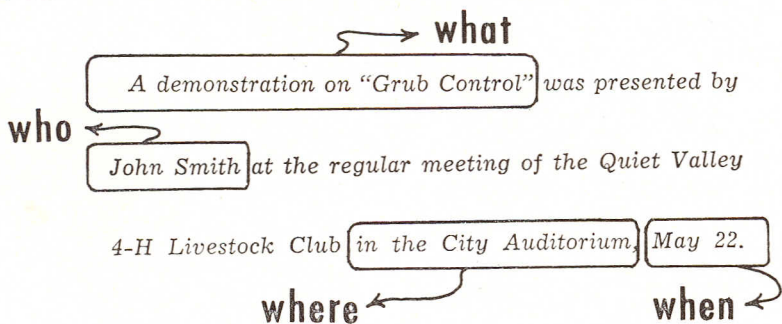 what
A demonstration on "Grub Control" was presented by
who
John Smith at the regular meeting of the Quiet Valley
4-H Livestock Club in the City Auditorium, May 22.
where when